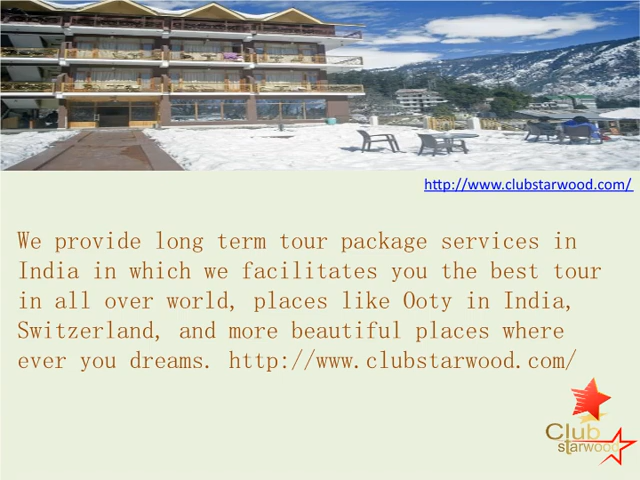 http://www.clubstarwood.com/
We provide long term tour package services in
India in which we facilitates you the best tour
in all over world, places like Ooty in India,
Switzerland, and more beautiful places where
ever you dreams. http://www.clubstarwood.com/
Club
starwood